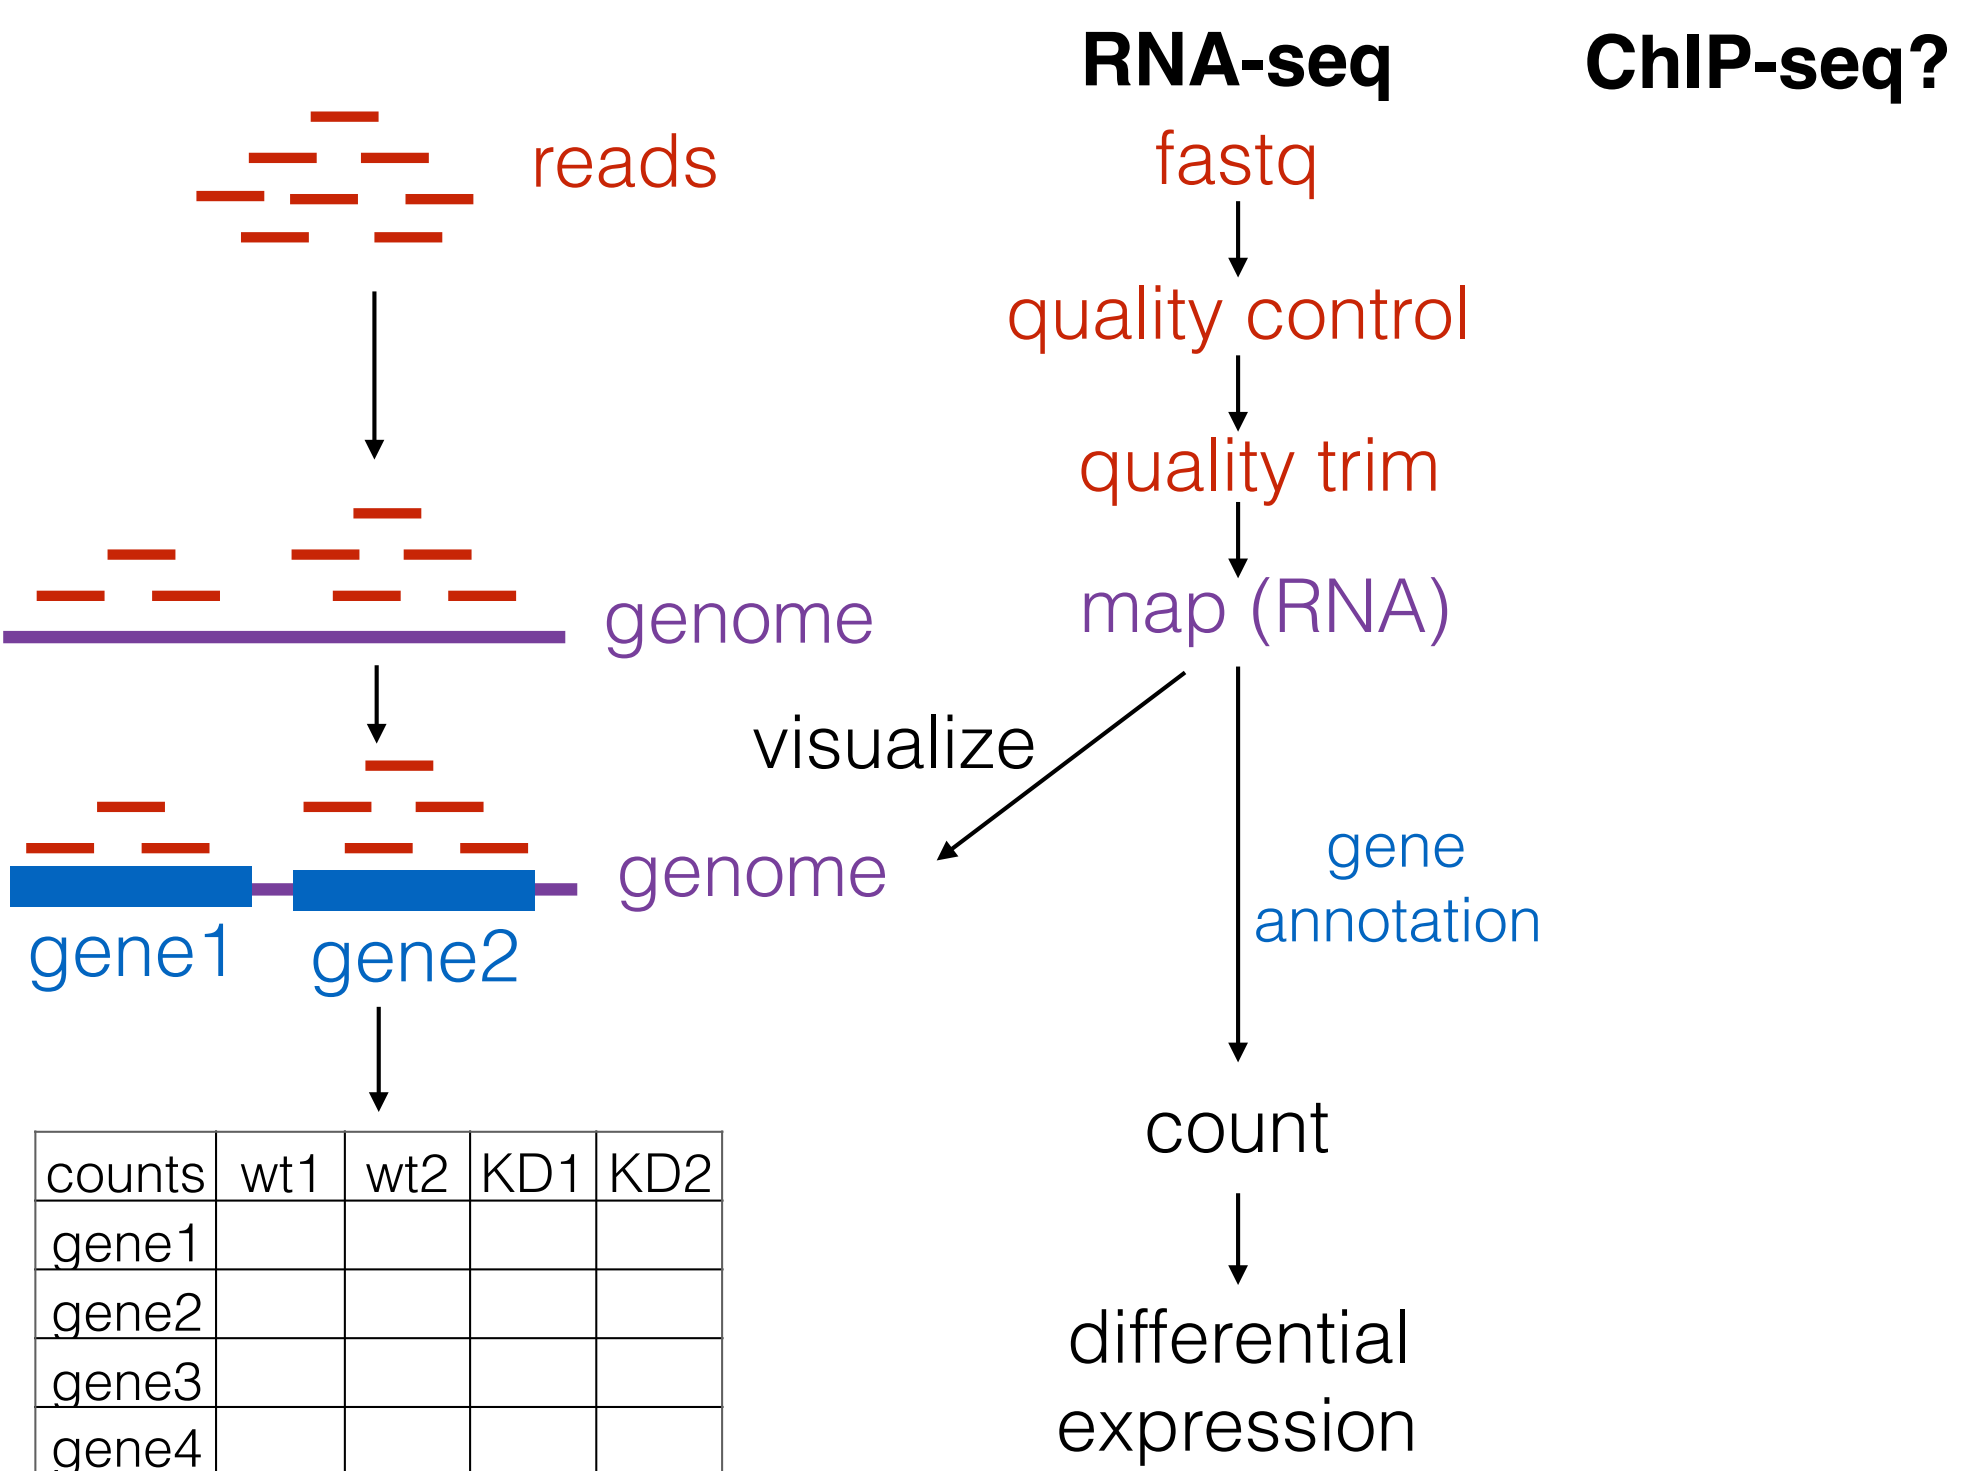 RNA-seq
ChIP-seq?
reads
fastq
quality control
quality trim
genome
map (RNA)
visualize
genome
gene
annotation
gene1
gene2
count
counts wt1 wt2 KD1 KD2
gene1
gene2
gene3
gene4
differential
expression